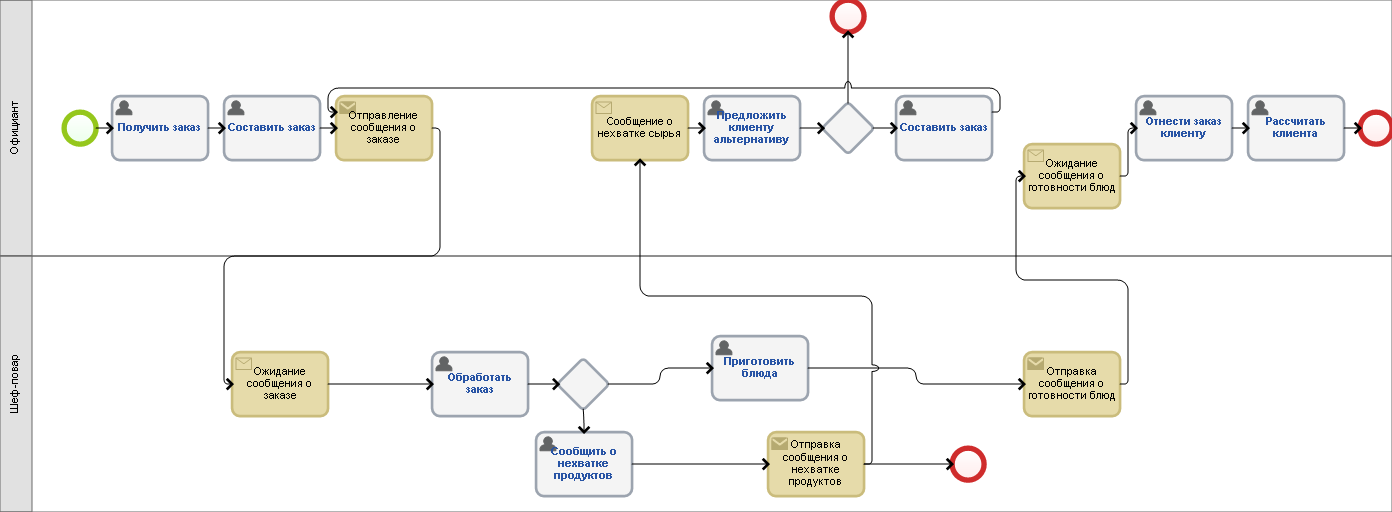 Официант
Получить заказ
Составить заказ
Отправление
сообщения о
заказе
Сообщение о
нехватке сырья
Предложить
клиенту
альтернативу
Составить заказ
Ожидание
сообщения о
готовности блюд
Отнести заказ
клиенту
Рассчитать
клиента
Шеф-повар
Ожидание
сообщения о
заказе
Обработать
заказ
Приготовить
блюда
Отправка
сообщения о
готовности блюд
Сообщить о
нехватке
продуктов
Отправка
сообщения о
нехватке
продуктов